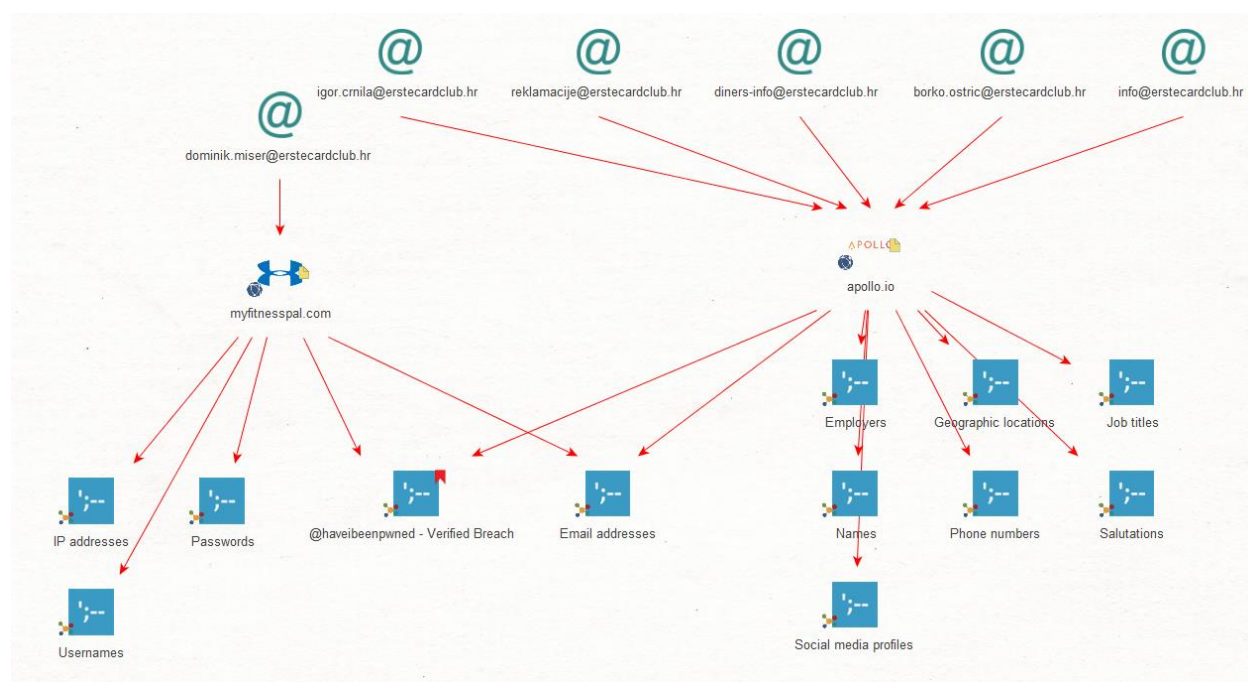 igor.crnila@erstecardclub.hr
reklamacije@erstecardclub.hr
diners-info@erstecardclub.hr
borko.ostric@erstecardclub.hr
info@erstecardclub.hr
dominik.miser@erstecardclub.hr
APOLLO
myfitnesspal.com
apollo.io
Employers
Geographic locations
Job titles
IP addresses
Passwords
@haveibeenpwned - Verified Breach
Email addresses
Names
Phone numbers
Salutations
Usernames
Social media profiles